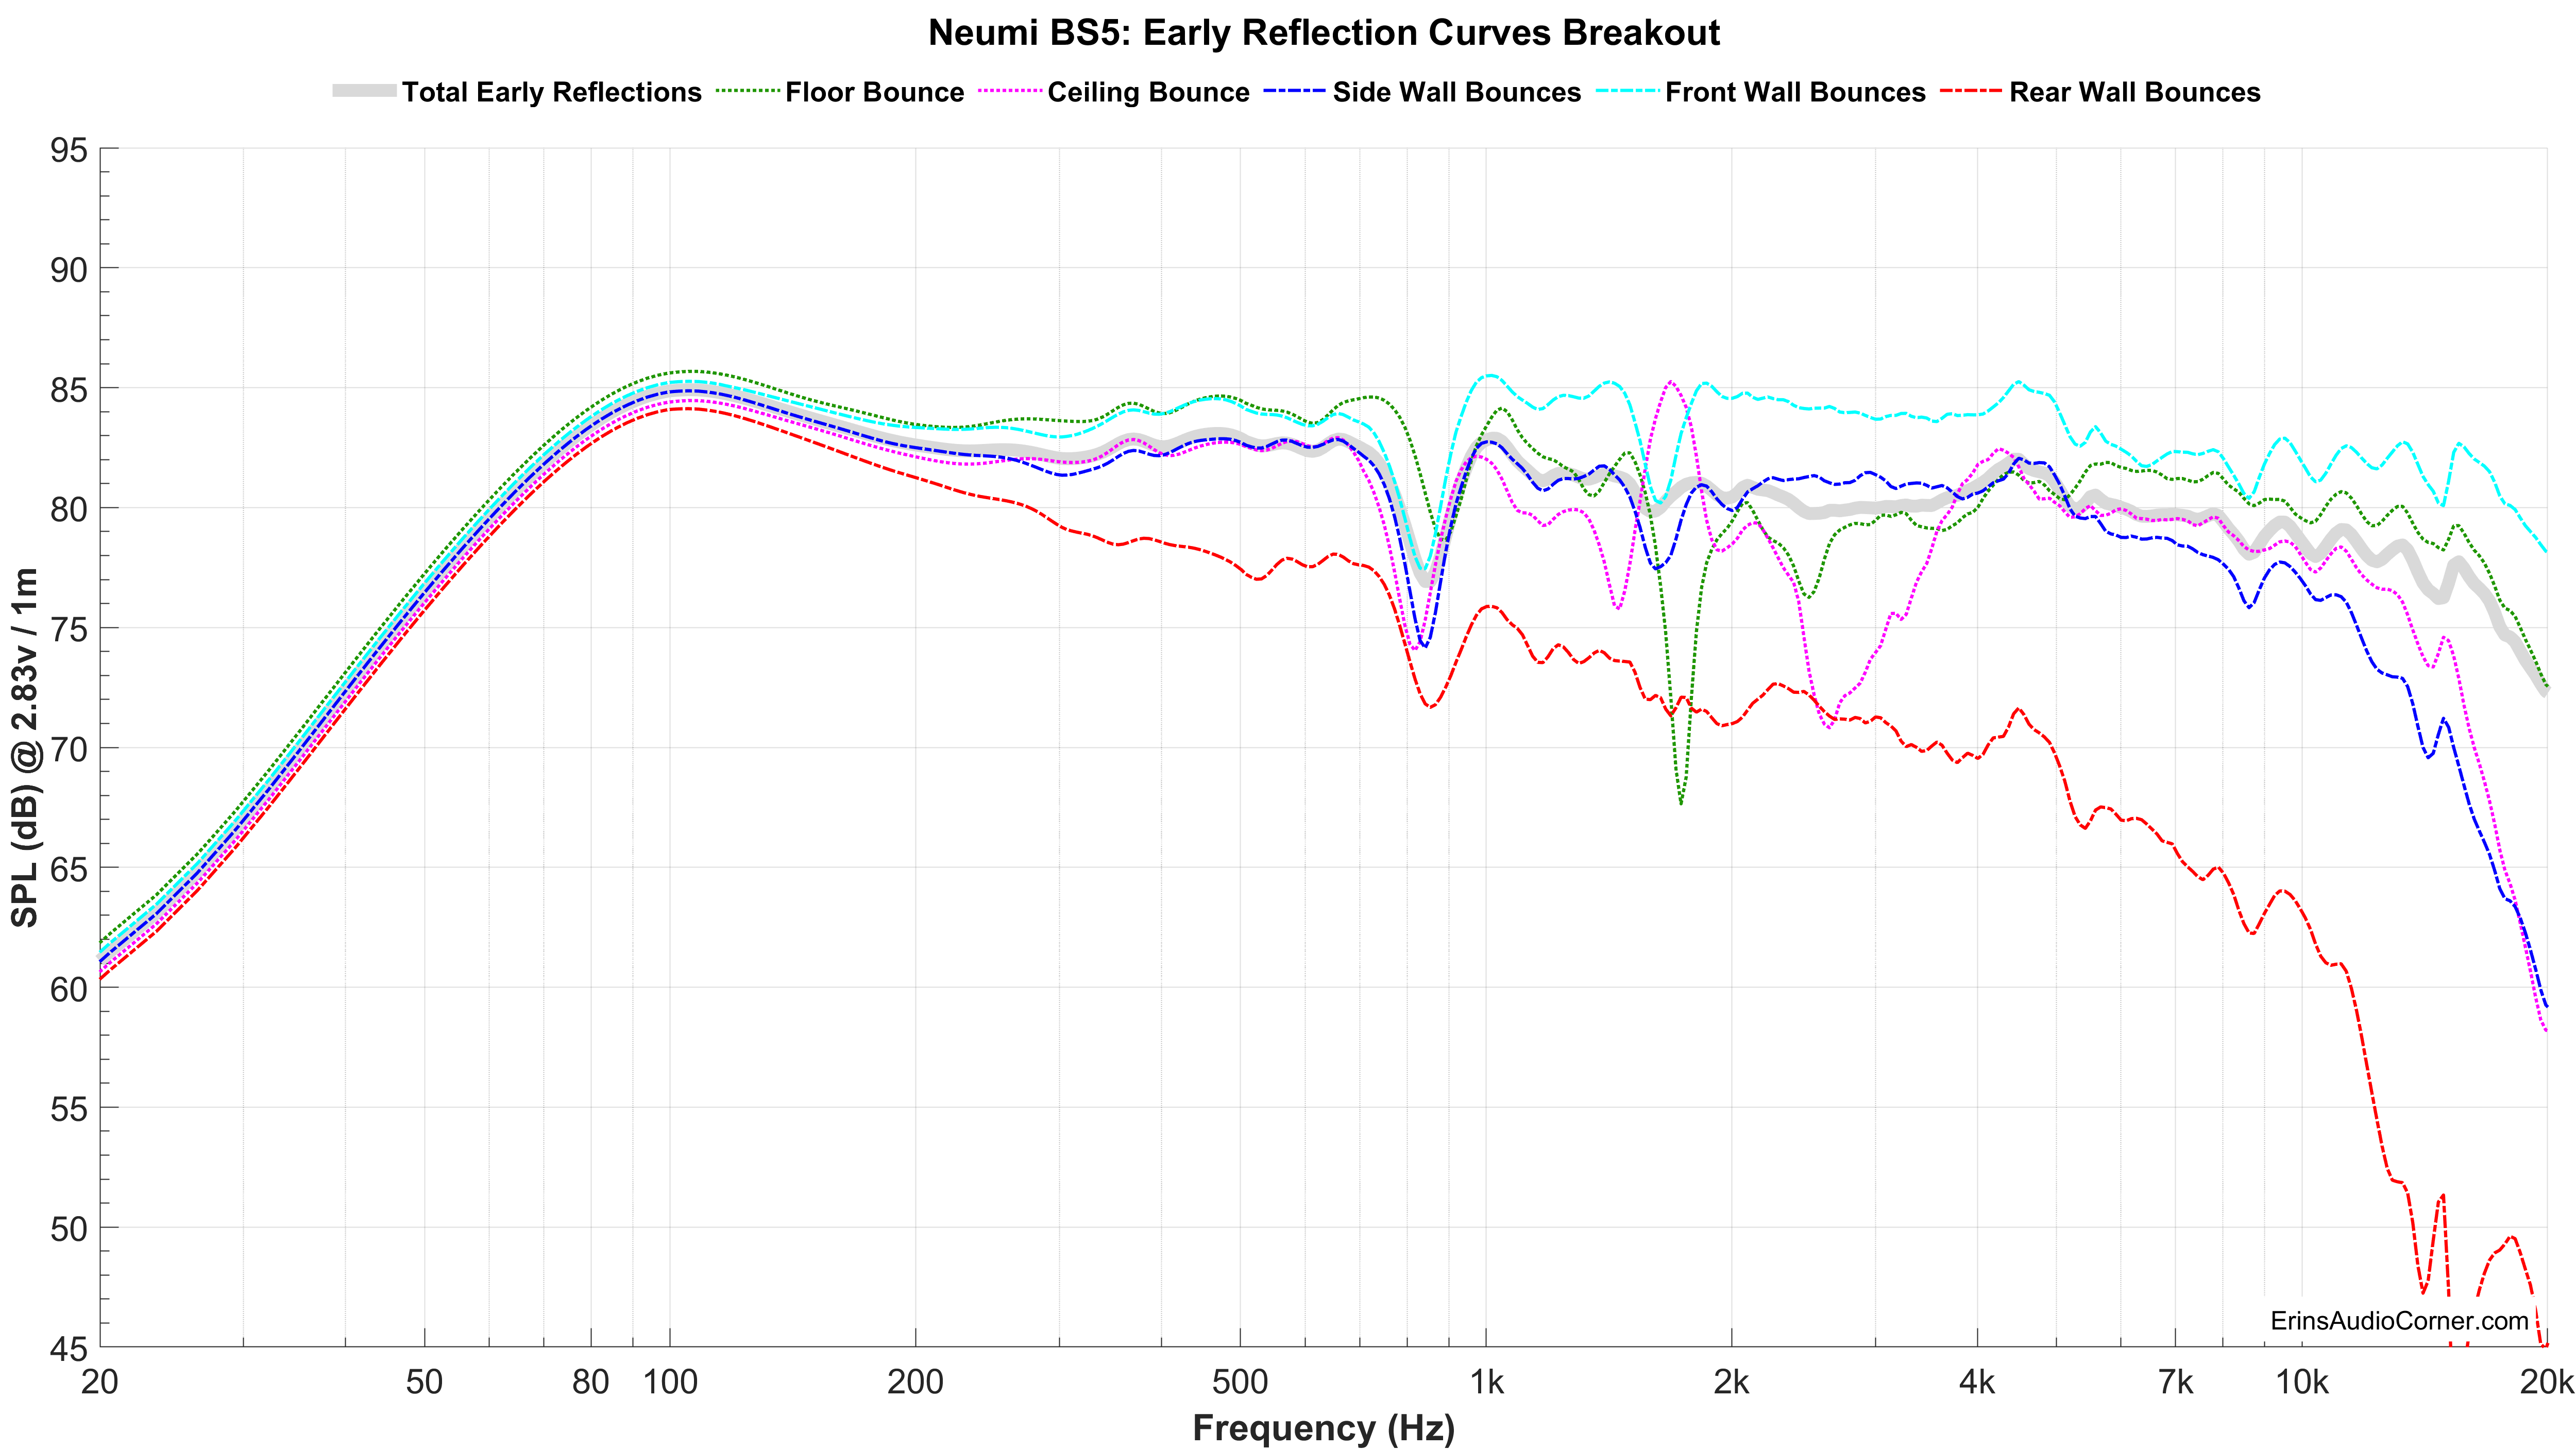 Neumi BS5: Early Reflection Curves Breakout
Total Early Reflections Floor Bounce Ceiling Bounce Side Wall Bounces Front Wall Bounces Rear Wall Bounces
95
90
85
80
75
70
65
60
55
50
45
SPL (dB) @ 2.83v / 1m
ErinsAudioCorner.com
20 50 80 100 200 500 1k 2k 4k 7k 10k 20k
Frequency (Hz)